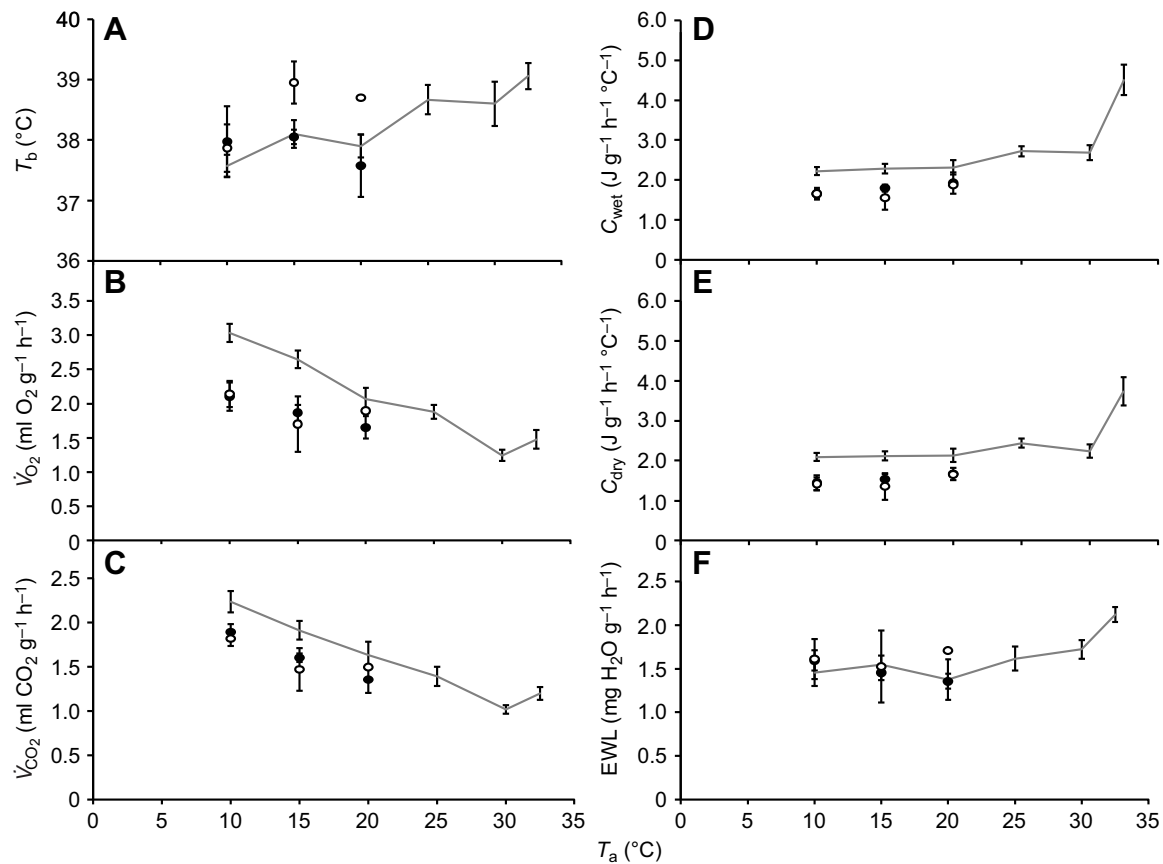 A
40
39
38
37
36
T_b (°C)
B
3.5
3.0
2.5
2.0
1.5
1.0
0.5
0
V̇_O₂ (ml O₂ g⁻¹ h⁻¹)
C
2.5
2.0
1.5
1.0
0.5
0
V̇_CO₂ (ml CO₂ g⁻¹ h⁻¹)
0 5 10 15 20 25 30 35
D
6.0
5.0
4.0
3.0
2.0
1.0
0
C_wet (J g⁻¹ h⁻¹ °C⁻¹)
E
6.0
5.0
4.0
3.0
2.0
1.0
0
C_dry (J g⁻¹ h⁻¹ °C⁻¹)
F
2.5
2.0
1.5
1.0
0.5
0
EWL (mg H₂O g⁻¹ h⁻¹)
0 5 10 15 20 25 30 35
T_a (°C)